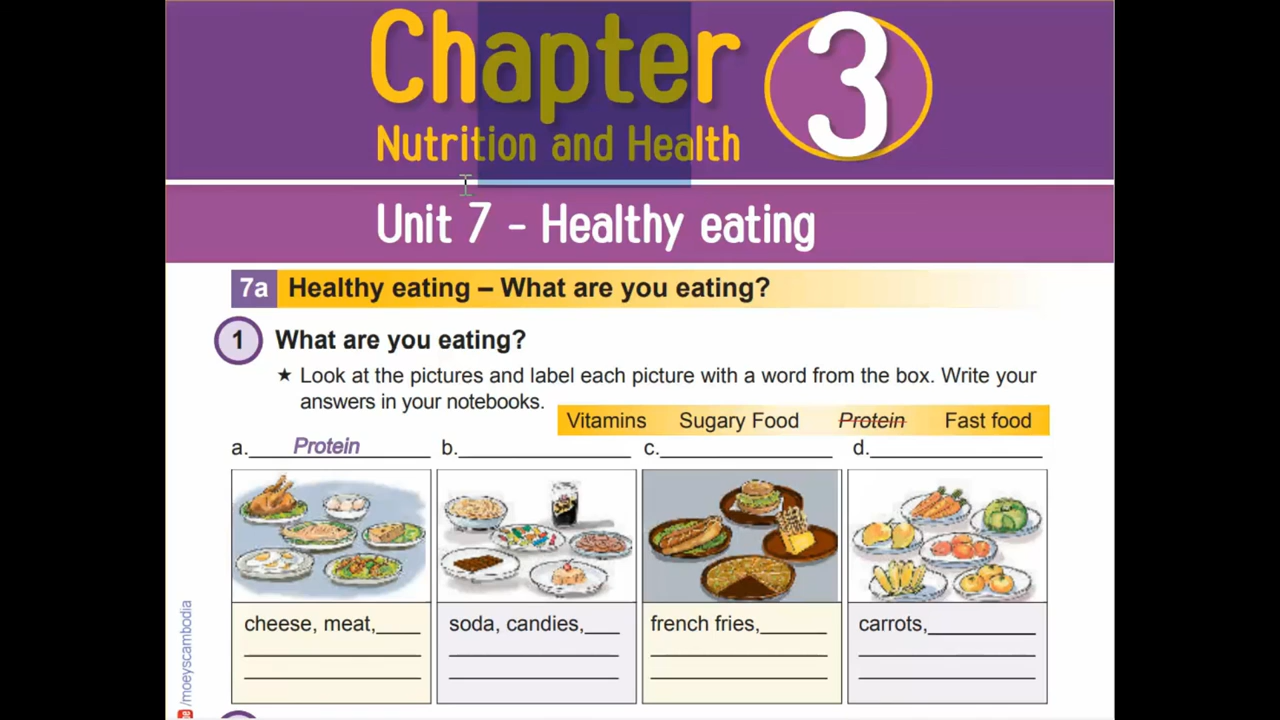 Chapter 3
Nutrition and Health
Unit 7 - Healthy eating
7a Healthy eating – What are you eating?
1 What are you eating?
★ Look at the pictures and label each picture with a word from the box. Write your
answers in your notebooks.
Vitamins Sugary Food Protein Fast food
a. Protein b. c. d.
cheese, meat, soda, candies, french fries, carrots,
/moeyscambodia